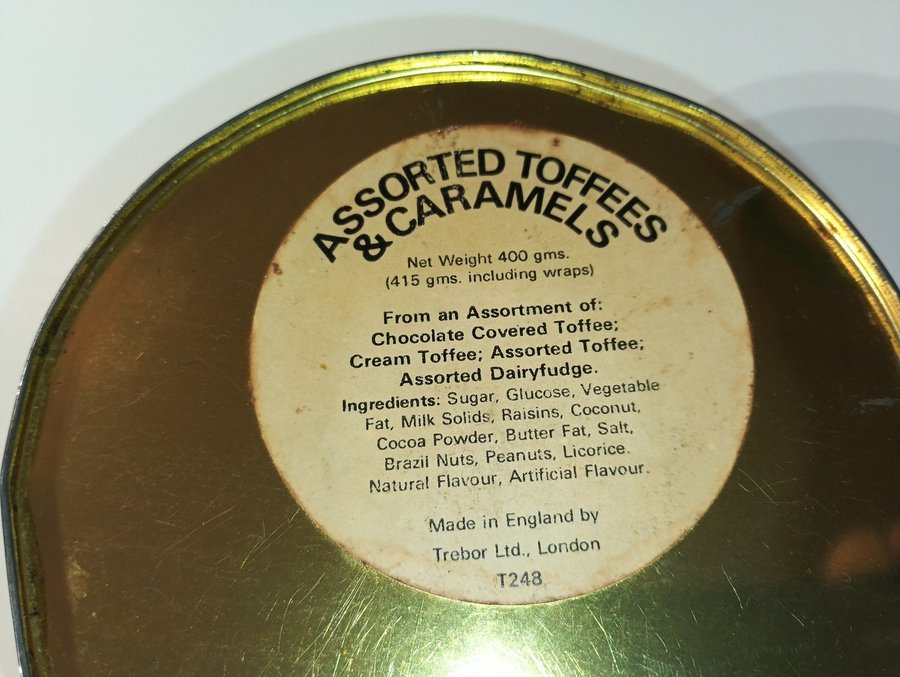 ASSORTED TOFFEES
& CARAMELS
Net Weight 400 gms.
(415 gms. including wraps)
From an Assortment of:
Chocolate Covered Toffee;
Cream Toffee; Assorted Toffee;
Assorted Dairyfudge.
Ingredients: Sugar, Glucose, Vegetable
Fat, Milk Solids, Raisins, Coconut,
Cocoa Powder, Butter Fat, Salt,
Brazil Nuts, Peanuts, Licorice.
Natural Flavour, Artificial Flavour.
Made in England by
Trebor Ltd., London
T248